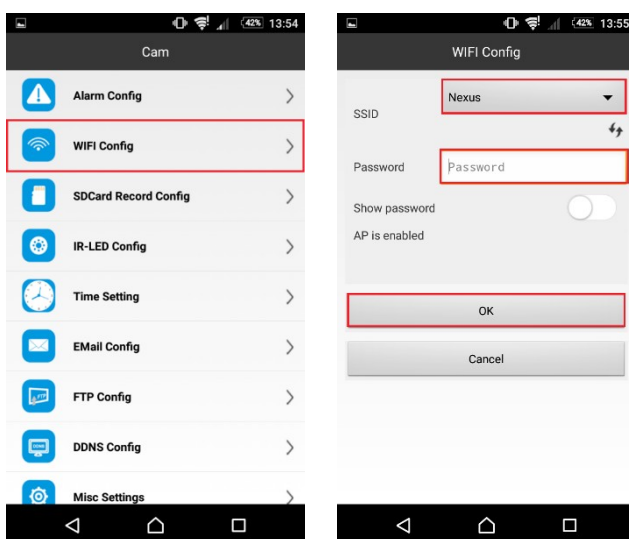 42% 13:54
Cam
Alarm Config
WIFI Config
SDCard Record Config
IR-LED Config
Time Setting
EMail Config
FTP
FTP Config
DDNS
DDNS Config
Misc Settings
42% 13:55
WIFI Config
SSID
Nexus
Password
Password
Show password
AP is enabled
OK
Cancel